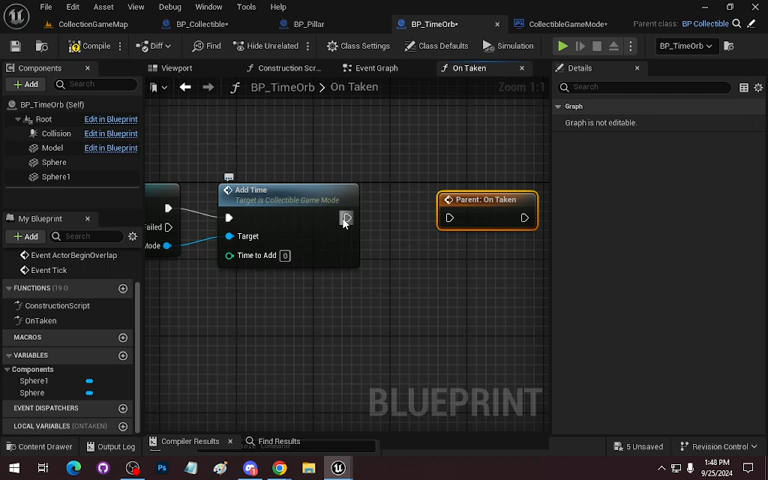 File Edit Asset View Debug Window Tools Help
CollectionGameMap BP_Collectible* BP_Pillar BP_TimeOrb* CollectibleGameMode* Parent class: BP Collectible
Compile Diff Find Hide Unrelated Class Settings Class Defaults Simulation BP_TimeOrb
Components Viewport Construction Scr... Event Graph On Taken Details
Add Search BP_TimeOrb > On Taken Zoom 1:1 Search
BP_TimeOrb (Self) Graph
Root Edit in Blueprint Graph is not editable.
Collision Edit in Blueprint
Model Edit in Blueprint
Sphere
Sphere1
Add Time
Target is Collectible Game Mode
Parent: On Taken
Failed
Target
Mode
Time to Add 0
My Blueprint
Add Search
Event ActorBeginOverlap
Event Tick
FUNCTIONS
ConstructionScript
OnTaken
MACROS
VARIABLES
Components
Sphere1
Sphere
EVENT DISPATCHERS
LOCAL VARIABLES (ONTAKEN)
BLUEPRINT
Content Drawer Output Log Compiler Results Find Results 5 Unsaved Revision Control
1:48 PM
9/25/2024